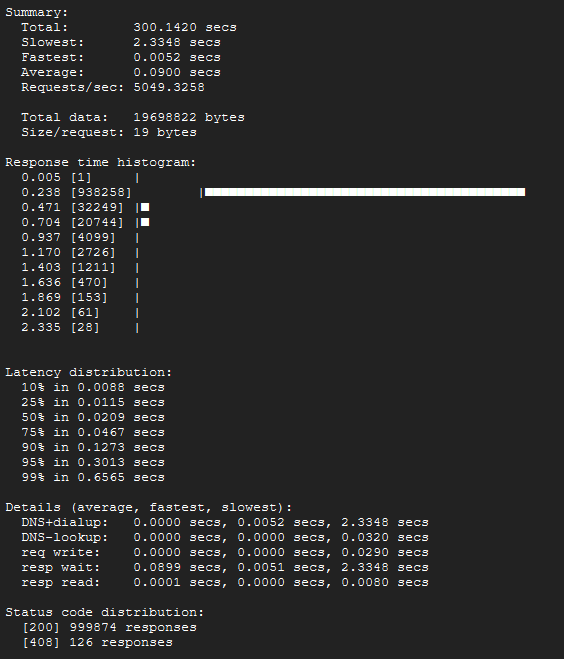 Summary:
  Total:        300.1420 secs
  Slowest:      2.3348 secs
  Fastest:      0.0052 secs
  Average:      0.0900 secs
  Requests/sec: 5049.3258

  Total data:   19698822 bytes
  Size/request: 19 bytes

Response time histogram:
  0.005 [1]     |
  0.238 [938258]        |■■■■■■■■■■■■■■■■■■■■■■■■■■■■■■■■■■■■■■■■
  0.471 [32249] |■
  0.704 [20744] |■
  0.937 [4099]  |
  1.170 [2726]  |
  1.403 [1211]  |
  1.636 [470]   |
  1.869 [153]   |
  2.102 [61]    |
  2.335 [28]    |

Latency distribution:
  10% in 0.0088 secs
  25% in 0.0115 secs
  50% in 0.0209 secs
  75% in 0.0467 secs
  90% in 0.1273 secs
  95% in 0.3013 secs
  99% in 0.6565 secs

Details (average, fastest, slowest):
  DNS+dialup:   0.0000 secs, 0.0052 secs, 2.3348 secs
  DNS-lookup:   0.0000 secs, 0.0000 secs, 0.0320 secs
  req write:    0.0000 secs, 0.0000 secs, 0.0290 secs
  resp wait:    0.0899 secs, 0.0051 secs, 2.3348 secs
  resp read:    0.0001 secs, 0.0000 secs, 0.0080 secs

Status code distribution:
  [200] 999874 responses
  [408] 126 responses